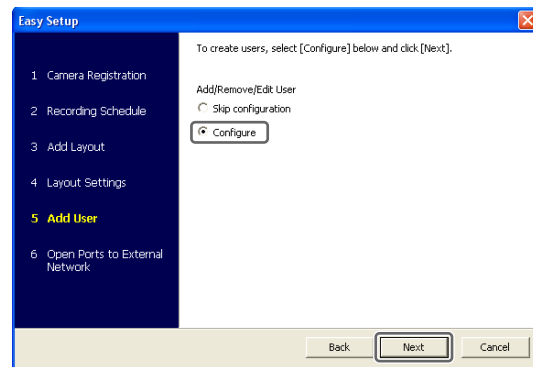 Easy Setup
To create users, select [Configure] below and click [Next].
1 Camera Registration
2 Recording Schedule
3 Add Layout
4 Layout Settings
5 Add User
6 Open Ports to External
Network
Add/Remove/Edit User
Skip configuration
Configure
Back Next Cancel